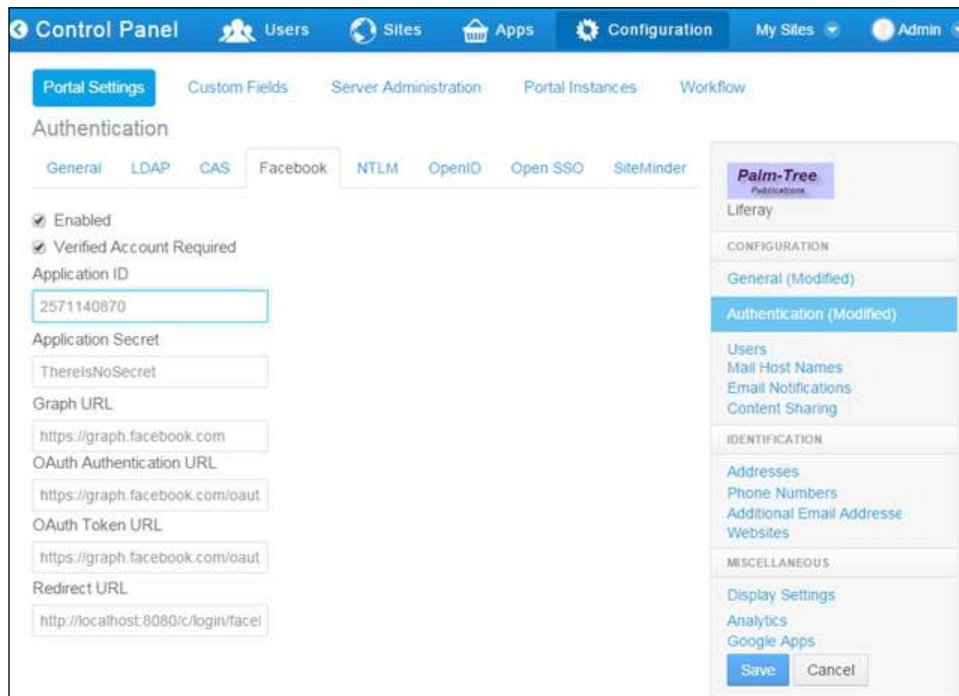 Control Panel Users Sites Apps Configuration My Sites Admin
Portal Settings Custom Fields Server Administration Portal Instances Workflow
Authentication
General LDAP CAS Facebook NTLM OpenID Open SSO SiteMinder
Enabled
Verified Account Required
Application ID
2571140870
Application Secret
ThereIsNoSecret
Graph URL
https://graph.facebook.com
OAuth Authentication URL
https://graph.facebook.com/oaut
OAuth Token URL
https://graph.facebook.com/oaut
Redirect URL
http://localhost:8080/c/login/facel
Palm-Tree
Publications
Liferay
CONFIGURATION
General (Modified)
Authentication (Modified)
Users
Mail Host Names
Email Notifications
Content Sharing
IDENTIFICATION
Addresses
Phone Numbers
Additional Email Addresse
Websites
MISCELLANEOUS
Display Settings
Analytics
Google Apps
Save Cancel